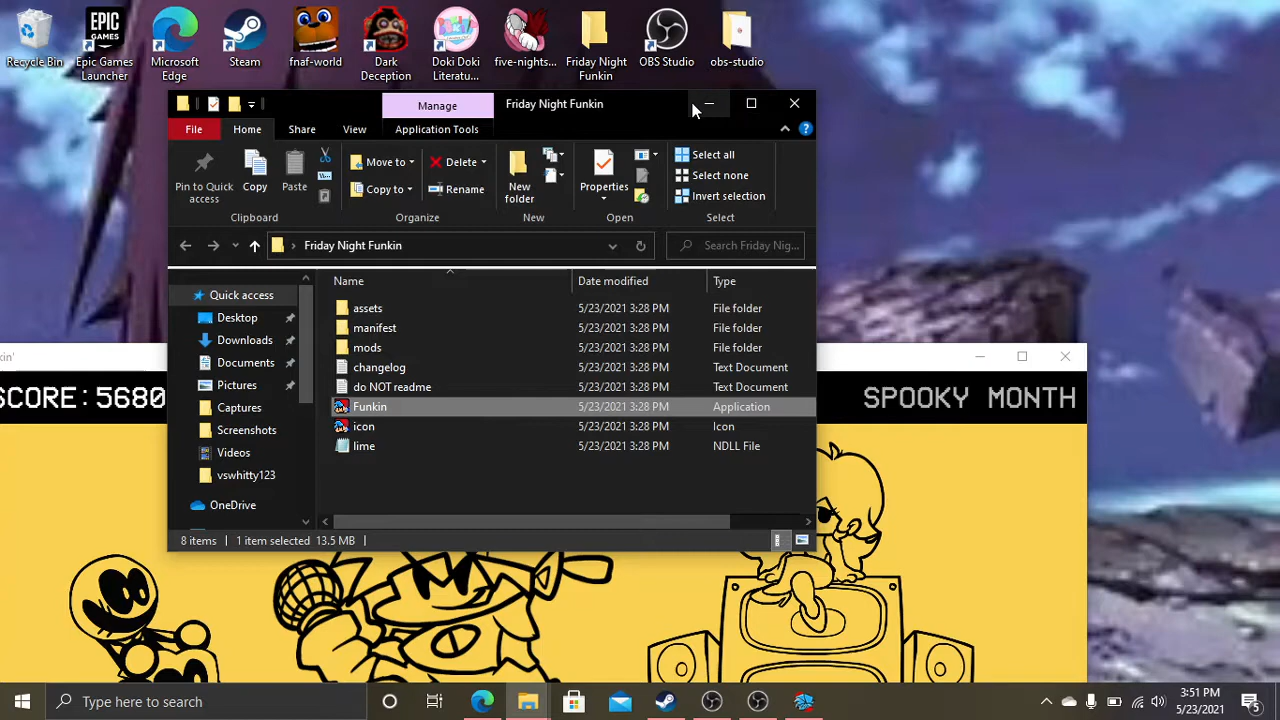 EPIC GAMES
Recycle Bin
Epic Games Launcher
Microsoft Edge
Steam
fnaf-world
Dark Deception
Doki Doki Literatu...
five-nights...
Friday Night Funkin
OBS Studio
obs-studio
Manage
Friday Night Funkin
File
Home
Share
View
Application Tools
Pin to Quick access
Copy
Paste
Move to
Copy to
Delete
Rename
New folder
Properties
Select all
Select none
Invert selection
Clipboard
Organize
New
Open
Select
Friday Night Funkin
Search Friday Nig...
Name
Date modified
Type
Quick access
Desktop
Downloads
Documents
Pictures
Captures
Screenshots
Videos
vswhitty123
OneDrive
assets 5/23/2021 3:28 PM File folder
manifest 5/23/2021 3:28 PM File folder
mods 5/23/2021 3:28 PM File folder
changelog 5/23/2021 3:28 PM Text Document
do NOT readme 5/23/2021 3:28 PM Text Document
Funkin 5/23/2021 3:28 PM Application
icon 5/23/2021 3:28 PM Icon
lime 5/23/2021 3:28 PM NDLL File
8 items
1 item selected 13.5 MB
kin'
SCORE:5680
SPOOKY MONTH
Type here to search
3:51 PM
5/23/2021
5